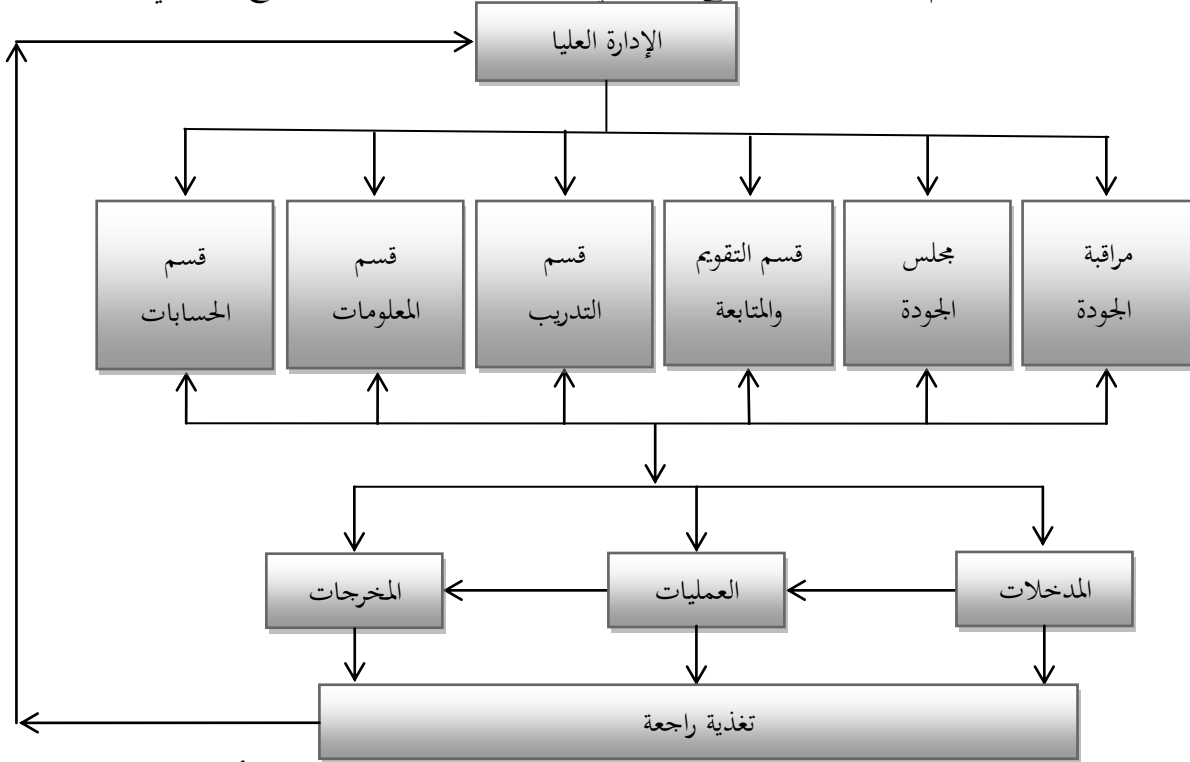 الإدارة العليا
مراقبة
الجودة
مجلس
الجودة
قسم التقويم
والمتابعة
قسم
التدريب
قسم
المعلومات
قسم
الحسابات
المدخلات
العمليات
المخرجات
تغذية راجعة